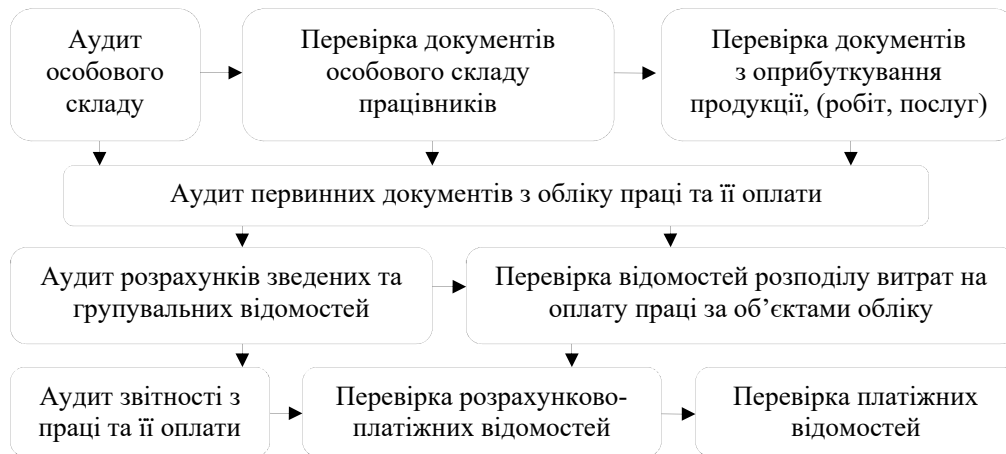 Аудит
особового
складу
Перевірка документів
особового складу
працівників
Перевірка документів
з оприбуткування
продукції, (робіт, послуг)
Аудит первинних документів з обліку праці та її оплати
Аудит розрахунків зведених та
групувальних відомостей
Перевірка відомостей розподілу витрат на
оплату праці за об’єктами обліку
Аудит звітності з
праці та її оплати
Перевірка розрахунково-
платіжних відомостей
Перевірка платіжних
відомостей